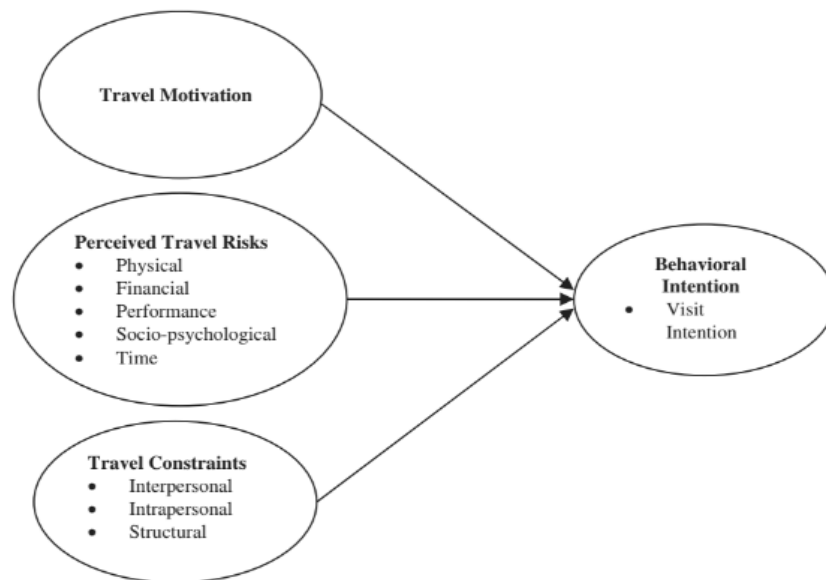 Travel Motivation
Perceived Travel Risks
• Physical
• Financial
• Performance
• Socio-psychological
• Time
Behavioral
Intention
• Visit
Intention
Travel Constraints
• Interpersonal
• Intrapersonal
• Structural